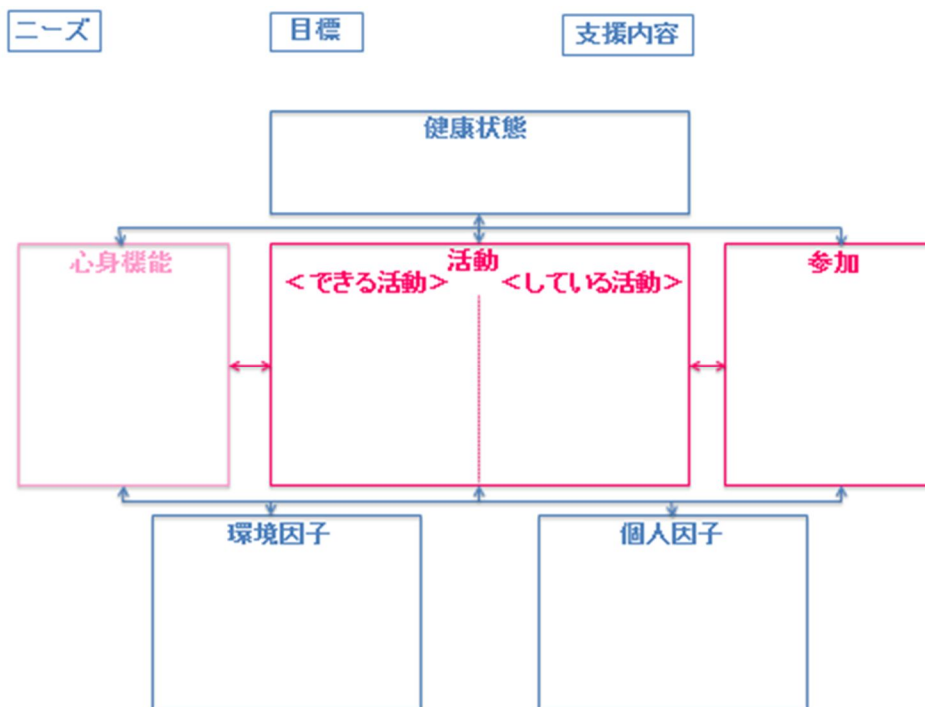 ニーズ
目標
支援内容
健康状態
心身機能
活動
<できる活動> <している活動>
参加
環境因子
個人因子